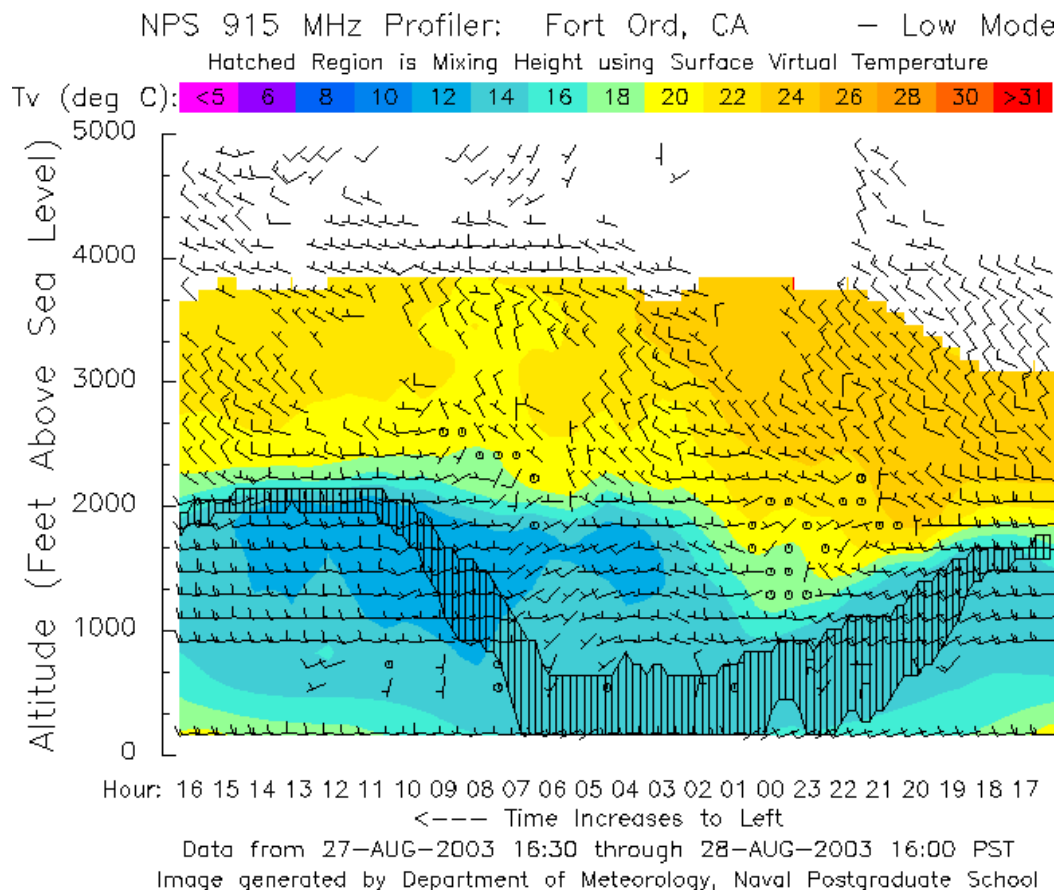 NPS 915 MHz Profiler: Fort Ord, CA — Low Mode
Hatched Region is Mixing Height using Surface Virtual Temperature
Tv (deg C): <5 6 8 10 12 14 16 18 20 22 24 26 28 30 >31
Altitude (Feet Above Sea Level)
5000
4000
3000
2000
1000
0
Hour: 16 15 14 13 12 11 10 09 08 07 06 05 04 03 02 01 00 23 22 21 20 19 18 17
<--- Time Increases to Left
Data from 27-AUG-2003 16:30 through 28-AUG-2003 16:00 PST
Image generated by Department of Meteorology, Naval Postgraduate School